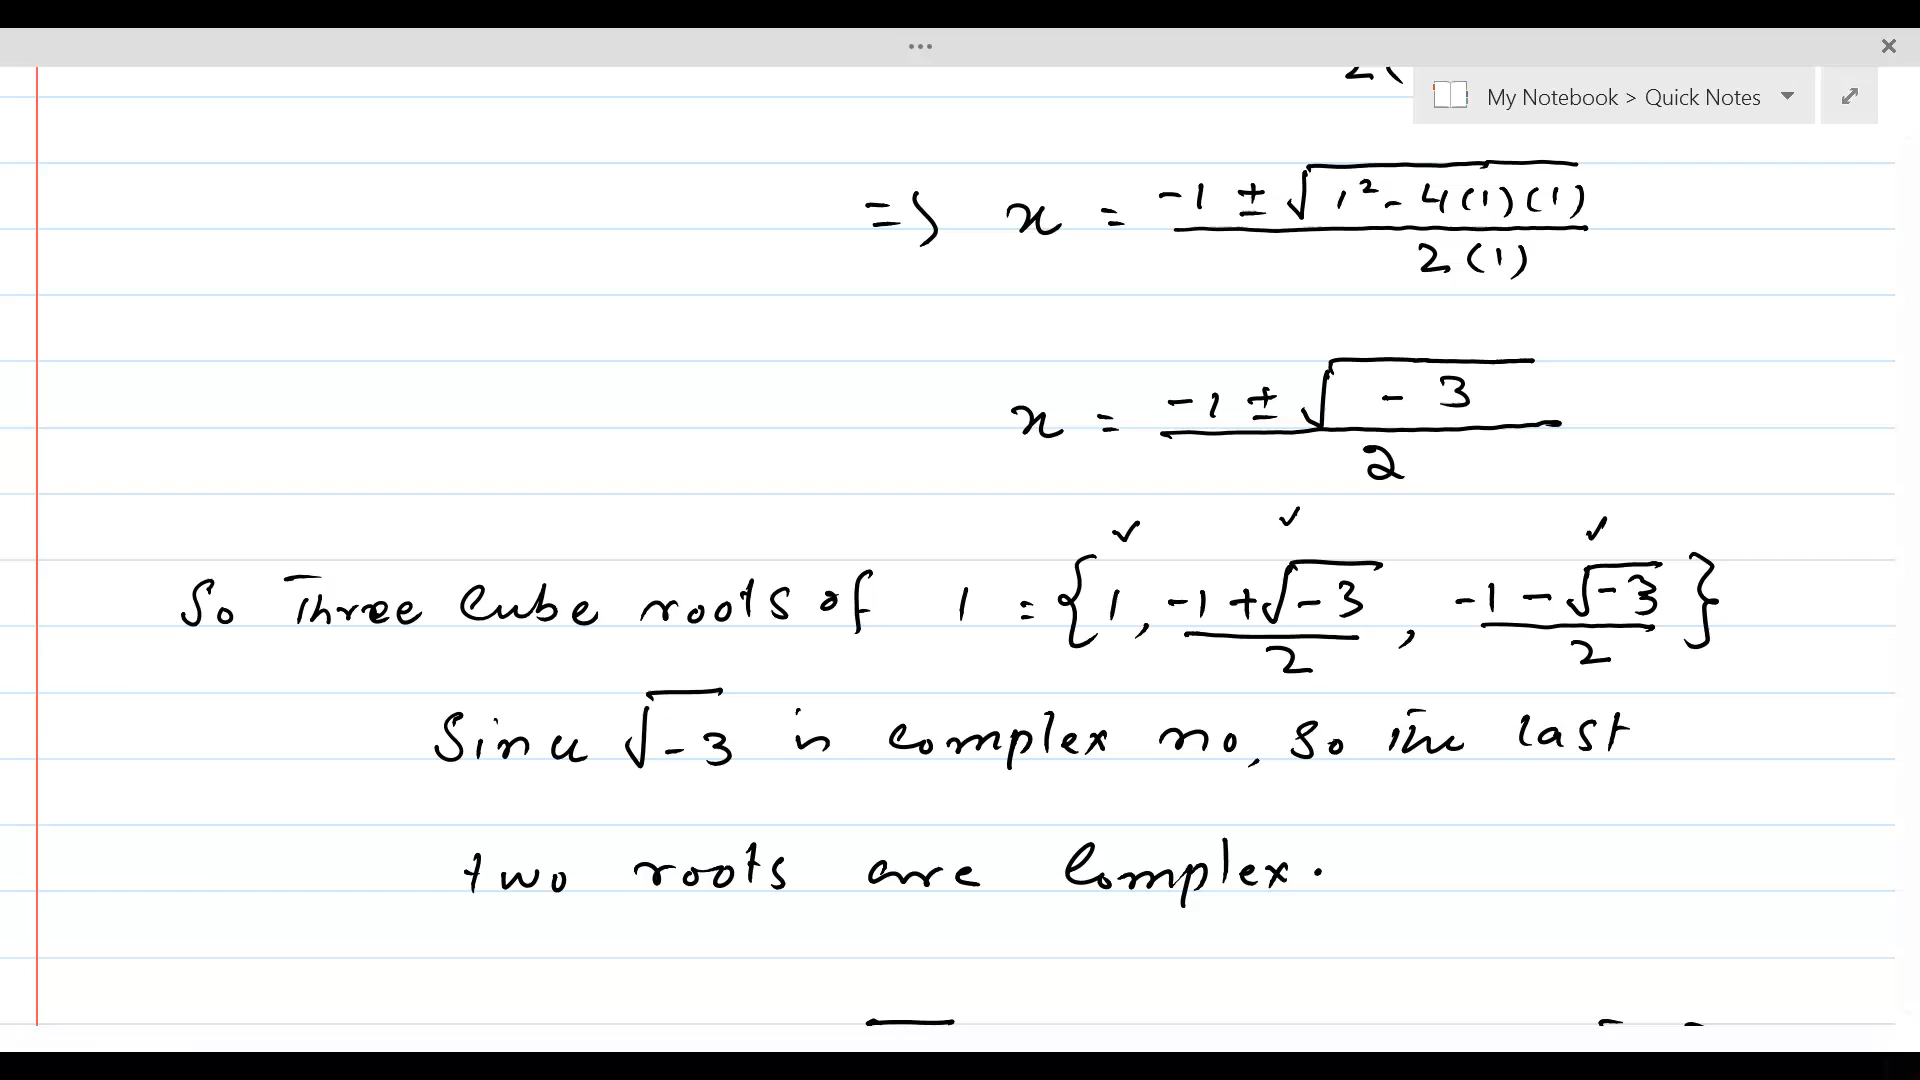 My Notebook > Quick Notes
=> x = (-1 ± √(1² - 4(1)(1))) / 2(1)
x = (-1 ± √(-3)) / 2
So Three Cube roots of 1 = {1, (-1 + √-3)/2, (-1 - √-3)/2}
Since √-3 is complex no, so the last
two roots are Complex.